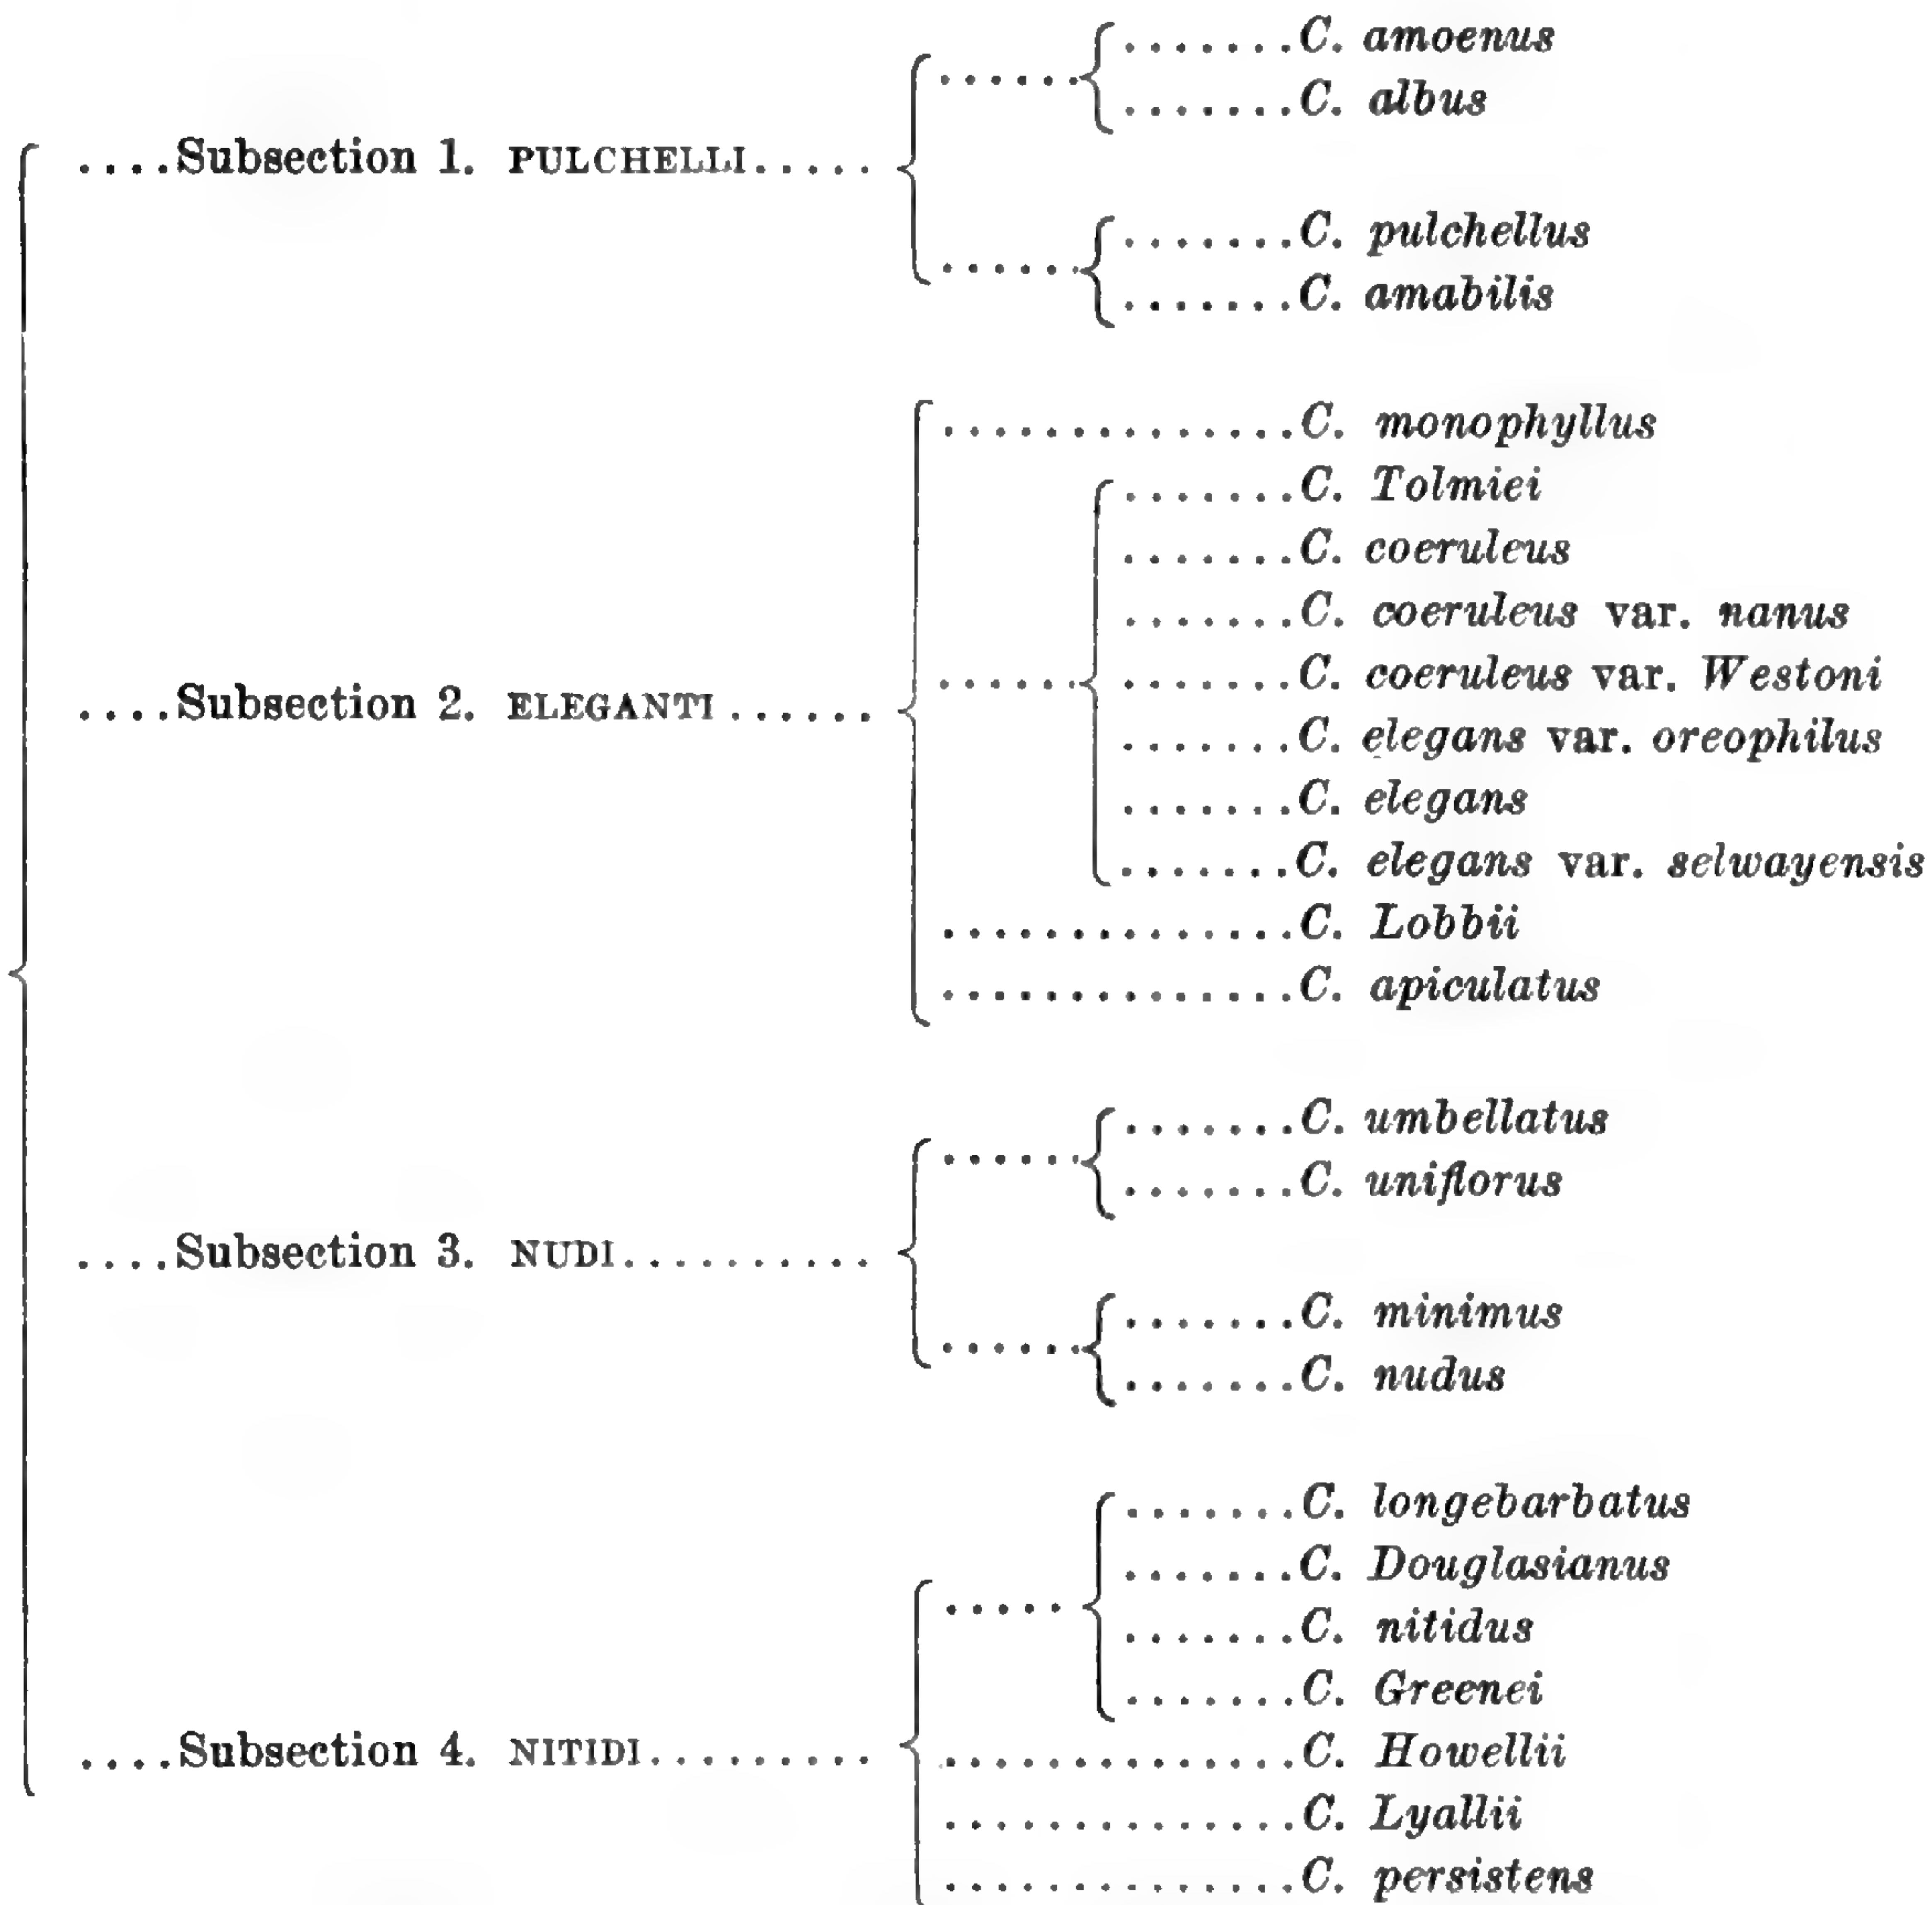 C. amoenus
C. albus
....Subsection 1. PULCHELLI.....
C. pulchellus
C. amabilis
C. monophyllus
C. Tolmiei
C. coeruleus
C. coeruleus var. nanus
C. coeruleus var. Westoni
....Subsection 2. ELEGANTI ......
C. elegans var. oreophilus
C. elegans
C. elegans var. selwayensis
C. Lobbii
C. apiculatus
C. umbellatus
C. uniflorus
....Subsection 3. NUDI..........
C. minimus
C. nudus
C. longebarbatus
C. Douglasianus
C. nitidus
C. Greenei
....Subsection 4. NITIDI.........
C. Howellii
C. Lyallii
C. persistens